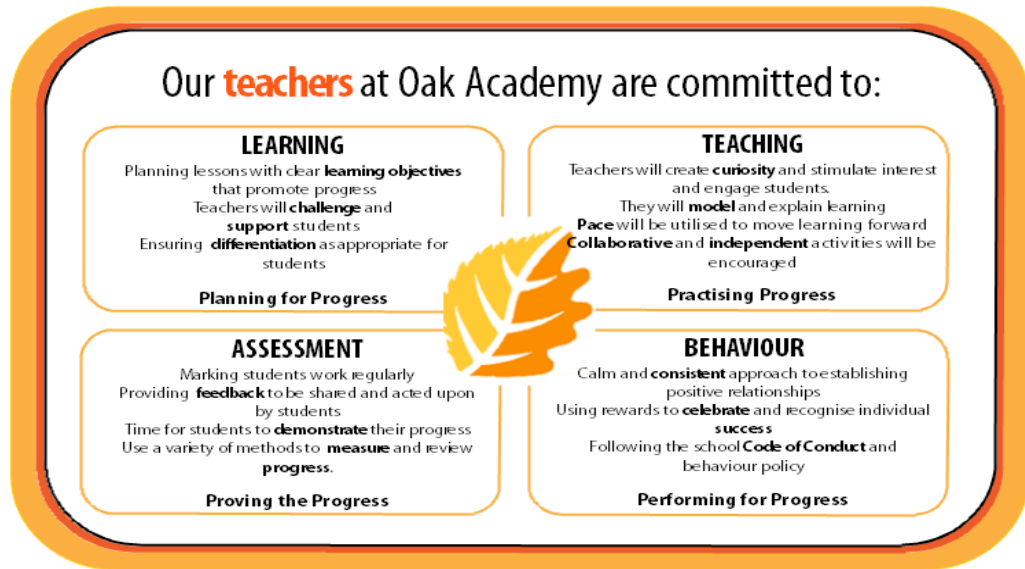 Our teachers at Oak Academy are committed to:
LEARNING
Planning lessons with clear learning objectives
that promote progress
Teachers will challenge and
support students
Ensuring differentiation as appropriate for
students
Planning for Progress
TEACHING
Teachers will create curiosity and stimulate interest
and engage students.
They will model and explain learning
Pace will be utilised to move learning forward
Collaborative and independent activities will be
encouraged
Practising Progress
ASSESSMENT
Marking students work regularly
Providing feedback to be shared and acted upon
by students
Time for students to demonstrate their progress
Use a variety of methods to measure and review
progress.
Proving the Progress
BEHAVIOUR
Calm and consistent approach to establishing
positive relationships
Using rewards to celebrate and recognise individual
success
Following the school Code of Conduct and
behaviour policy
Performing for Progress